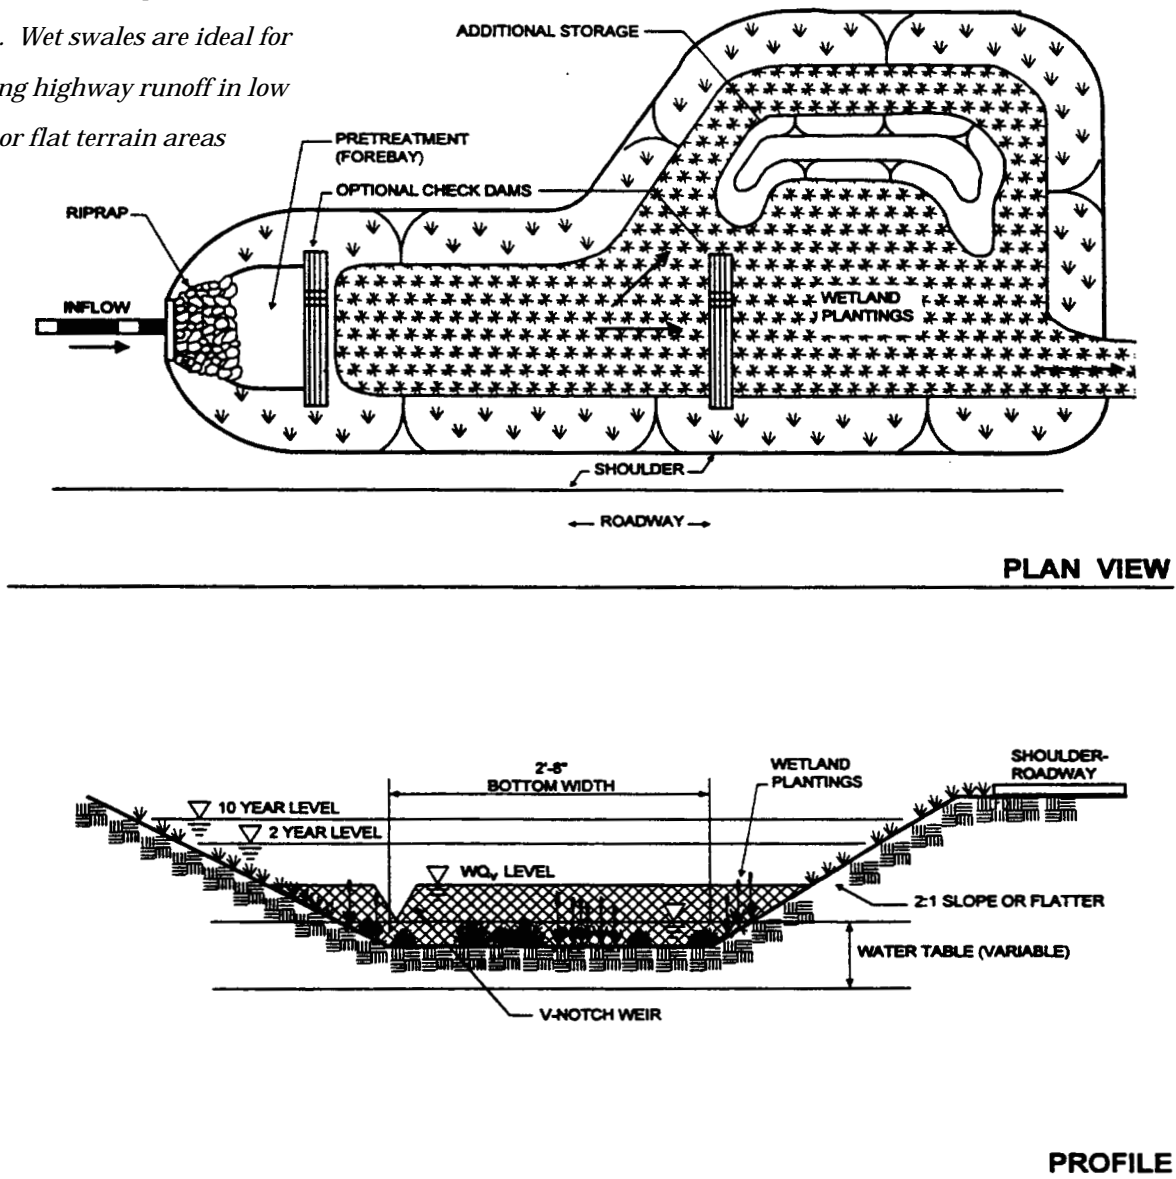 . Wet swales are ideal for
ng highway runoff in low
or flat terrain areas
ADDITIONAL STORAGE
PRETREATMENT
(FOREBAY)
OPTIONAL CHECK DAMS
RIPRAP
INFLOW
WETLAND
PLANTINGS
SHOULDER
ROADWAY
PLAN VIEW
2'-8"
BOTTOM WIDTH
WETLAND
PLANTINGS
SHOULDER-
ROADWAY
10 YEAR LEVEL
2 YEAR LEVEL
WQv LEVEL
2:1 SLOPE OR FLATTER
WATER TABLE (VARIABLE)
V-NOTCH WEIR
PROFILE